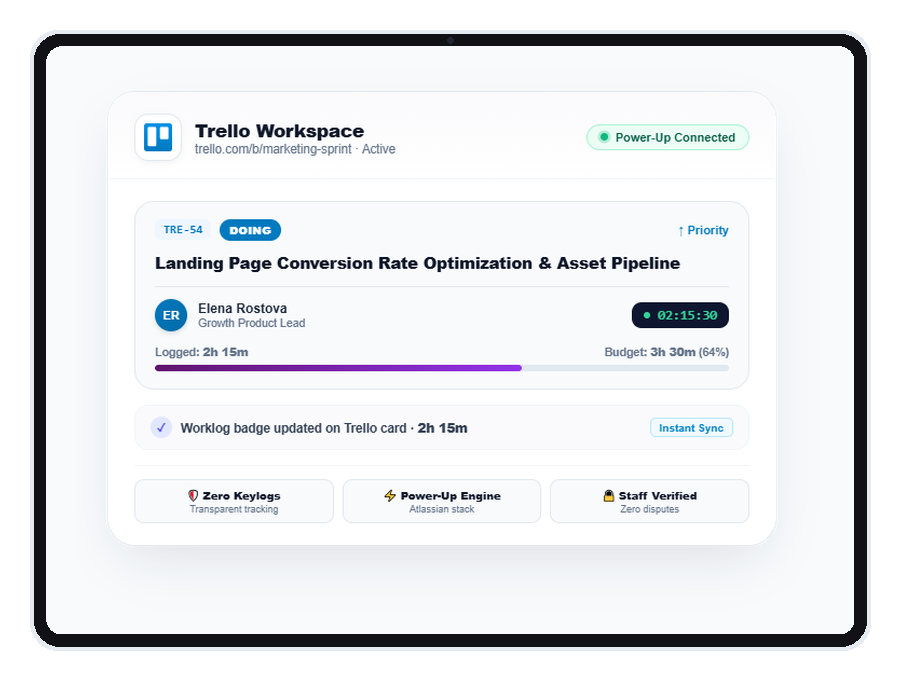 Trello Workspace
trello.com/b/marketing-sprint · Active
Power-Up Connected
TRE-54
DOING
↑ Priority
Landing Page Conversion Rate Optimization & Asset Pipeline
ER
Elena Rostova
Growth Product Lead
02:15:30
Logged: 2h 15m
Budget: 3h 30m (64%)
✓ Worklog badge updated on Trello card · 2h 15m
Instant Sync
Zero Keylogs
Transparent tracking
Power-Up Engine
Atlassian stack
Staff Verified
Zero disputes